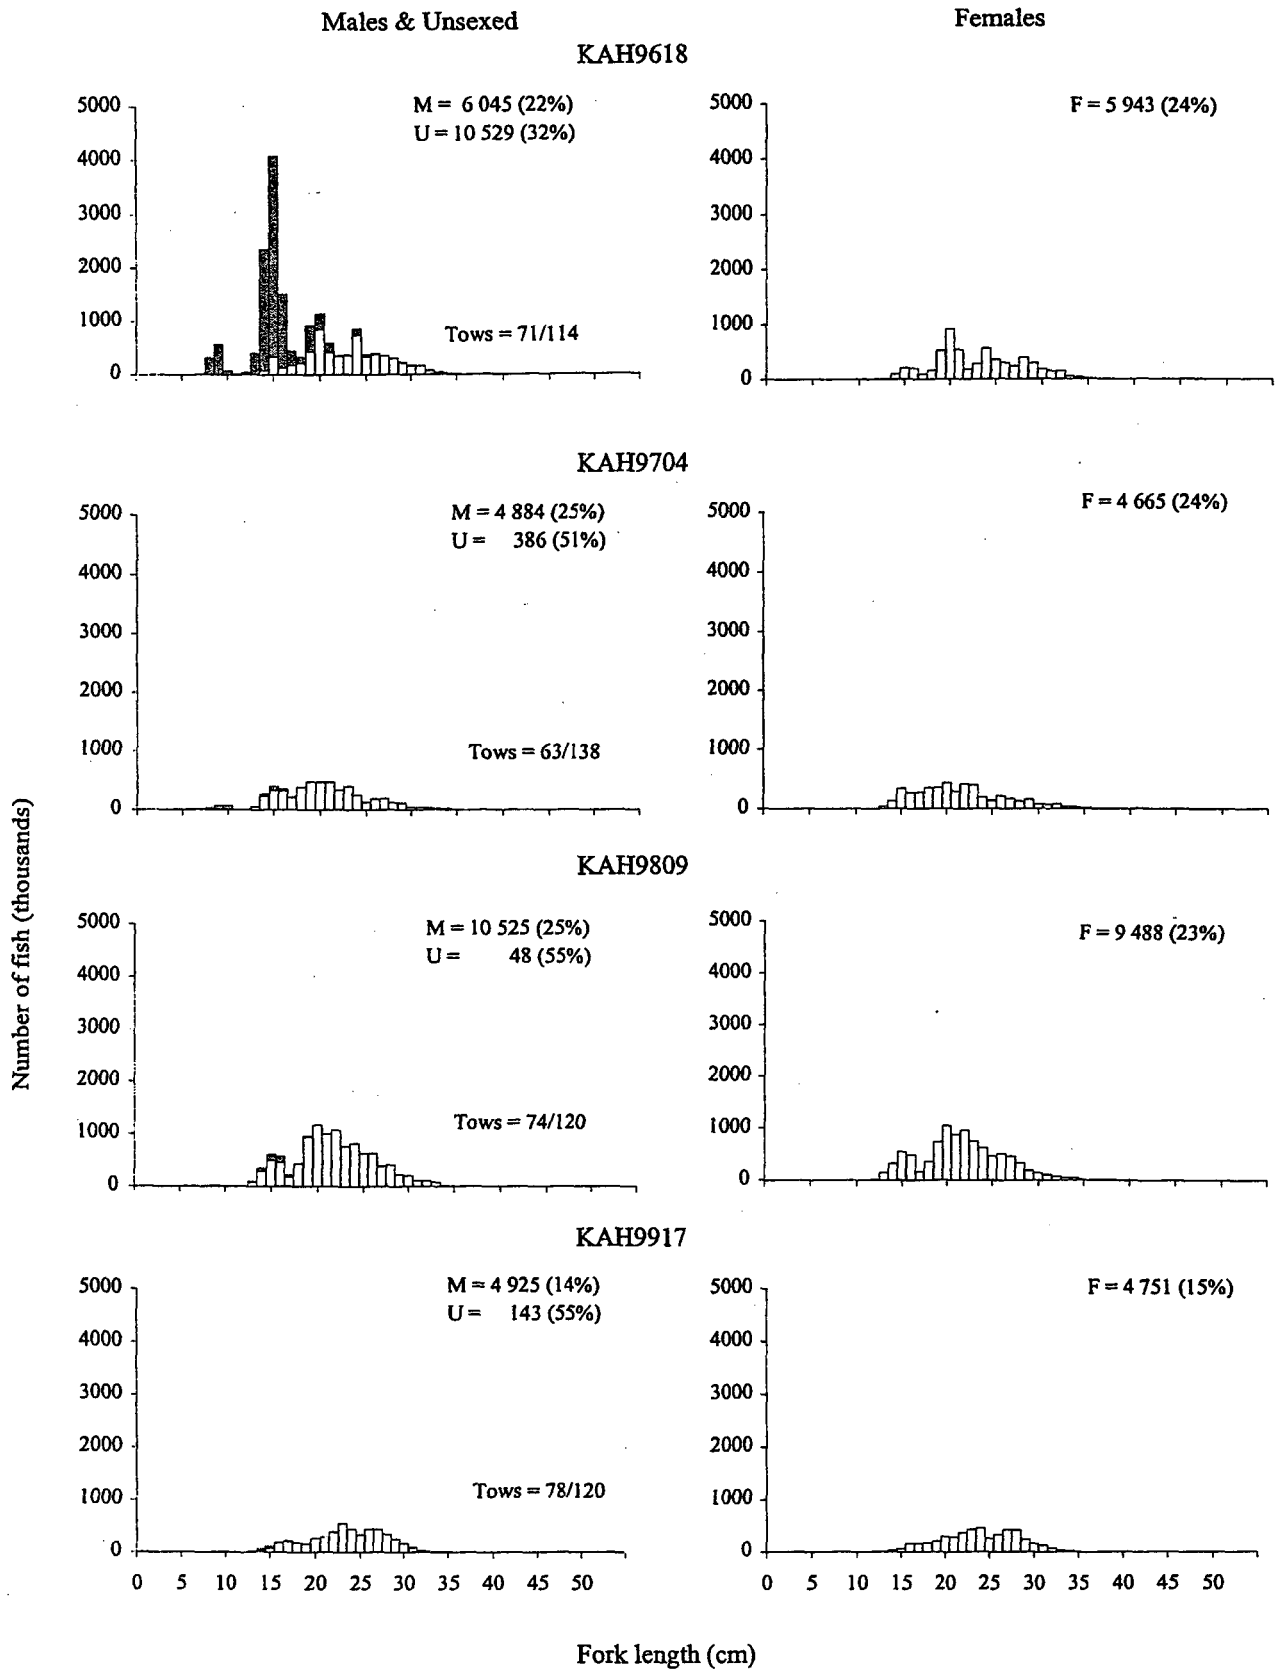 Males & Unsexed
Females
KAH9618
5000
4000
3000
2000
1000
0
M = 6 045 (22%)
U = 10 529 (32%)
Tows = 71/114
5000
4000
3000
2000
1000
0
F = 5 943 (24%)
KAH9704
5000
4000
3000
2000
1000
0
M = 4 884 (25%)
U = 386 (51%)
Tows = 63/138
5000
4000
3000
2000
1000
0
F = 4 665 (24%)
KAH9809
5000
4000
3000
2000
1000
0
M = 10 525 (25%)
U = 48 (55%)
Tows = 74/120
5000
4000
3000
2000
1000
0
F = 9 488 (23%)
KAH9917
5000
4000
3000
2000
1000
0
M = 4 925 (14%)
U = 143 (55%)
Tows = 78/120
0 5 10 15 20 25 30 35 40 45 50
5000
4000
3000
2000
1000
0
F = 4 751 (15%)
0 5 10 15 20 25 30 35 40 45 50
Number of fish (thousands)
Fork length (cm)